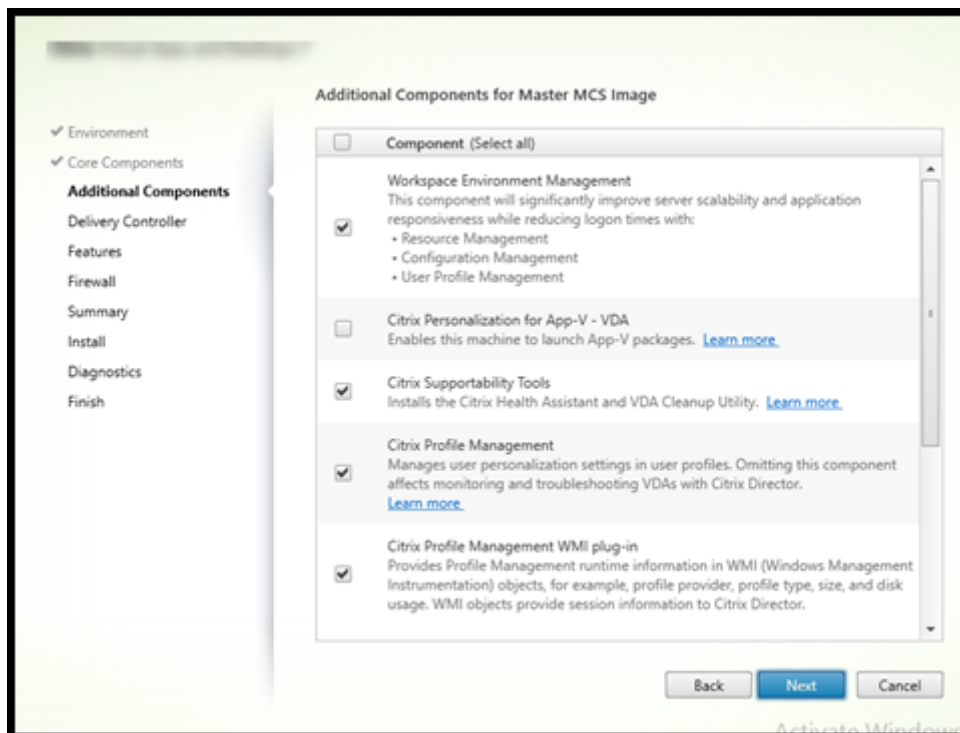 Additional Components for Master MCS Image
✔ Environment
✔ Core Components
Additional Components
Delivery Controller
Features
Firewall
Summary
Install
Diagnostics
Finish
Component (Select all)
Workspace Environment Management
This component will significantly improve server scalability and application
responsiveness while reducing logon times with:
• Resource Management
• Configuration Management
• User Profile Management
Citrix Personalization for App-V - VDA
Enables this machine to launch App-V packages. Learn more
Citrix Supportability Tools
Installs the Citrix Health Assistant and VDA Cleanup Utility. Learn more
Citrix Profile Management
Manages user personalization settings in user profiles. Omitting this component
affects monitoring and troubleshooting VDAs with Citrix Director.
Learn more
Citrix Profile Management WMI plug-in
Provides Profile Management runtime information in WMI (Windows Management
Instrumentation) objects, for example, profile provider, profile type, size, and disk
usage. WMI objects provide session information to Citrix Director.
Back Next Cancel
Activate Windows